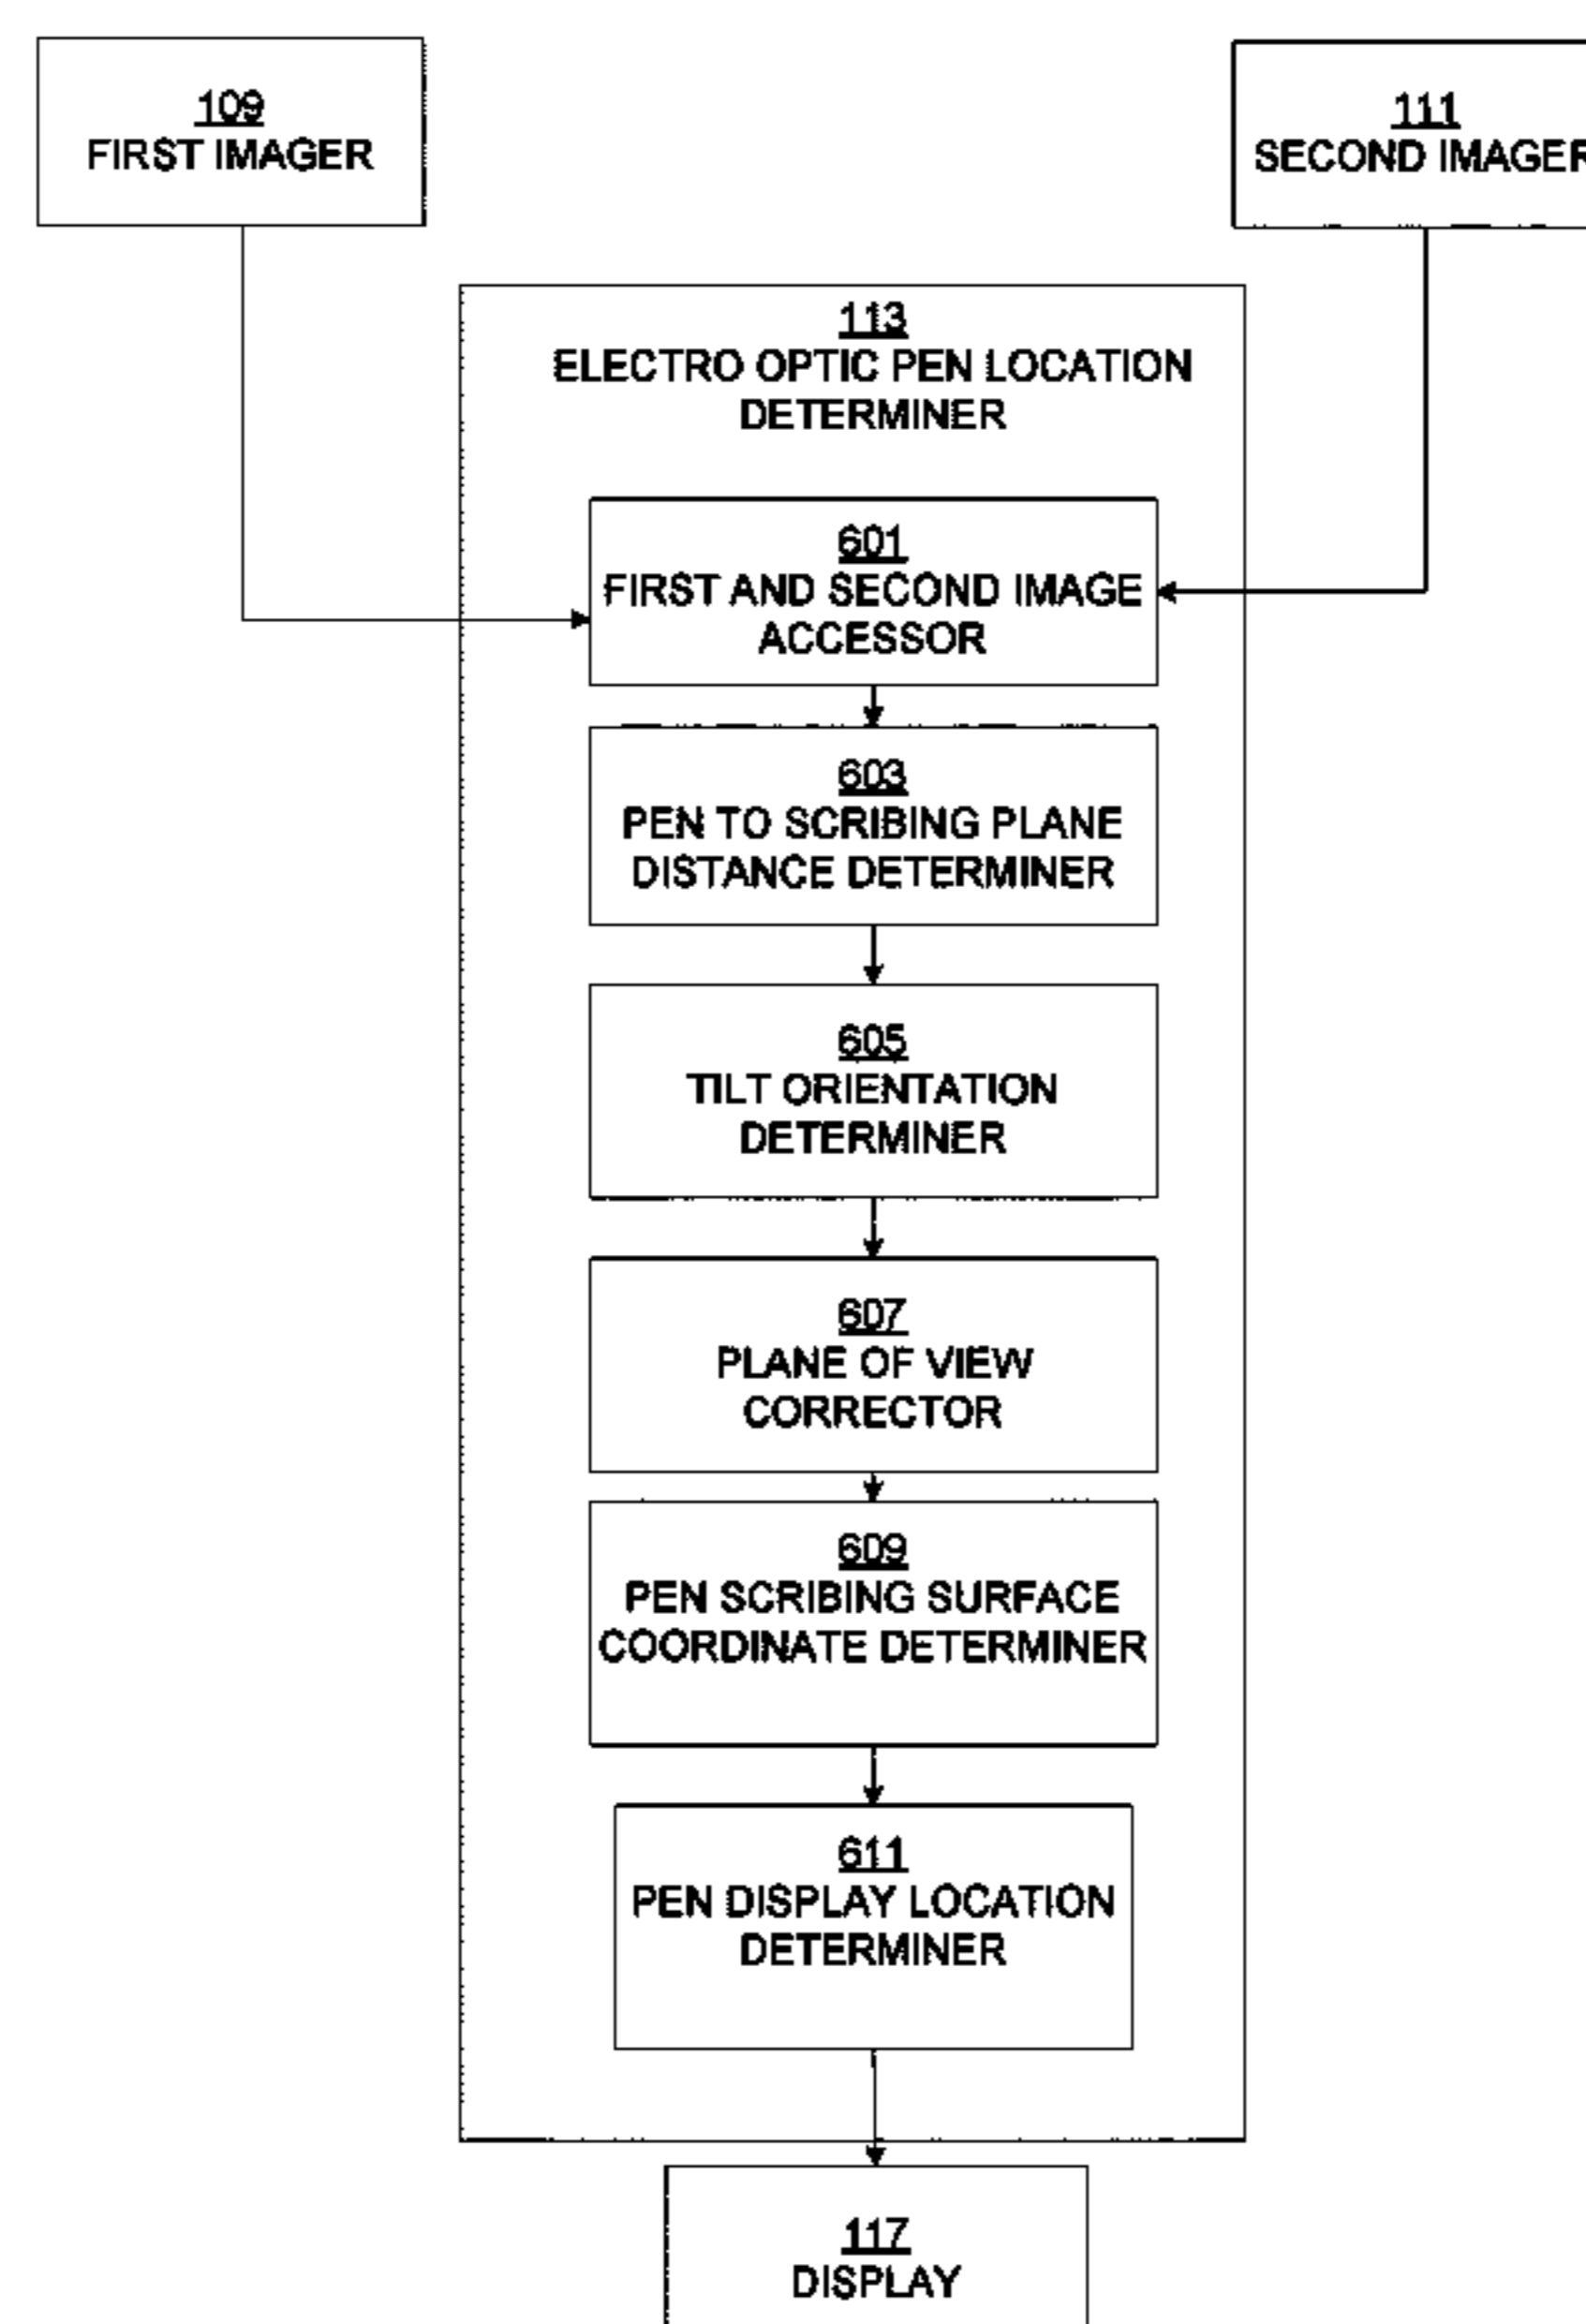 109
FIRST IMAGER
111
SECOND IMAGER
113
ELECTRO OPTIC PEN LOCATION
DETERMINER
601
FIRST AND SECOND IMAGE
ACCESSOR
603
PEN TO SCRIBING PLANE
DISTANCE DETERMINER
605
TILT ORIENTATION
DETERMINER
607
PLANE OF VIEW
CORRECTOR
609
PEN SCRIBING SURFACE
COORDINATE DETERMINER
611
PEN DISPLAY LOCATION
DETERMINER
117
DISPLAY